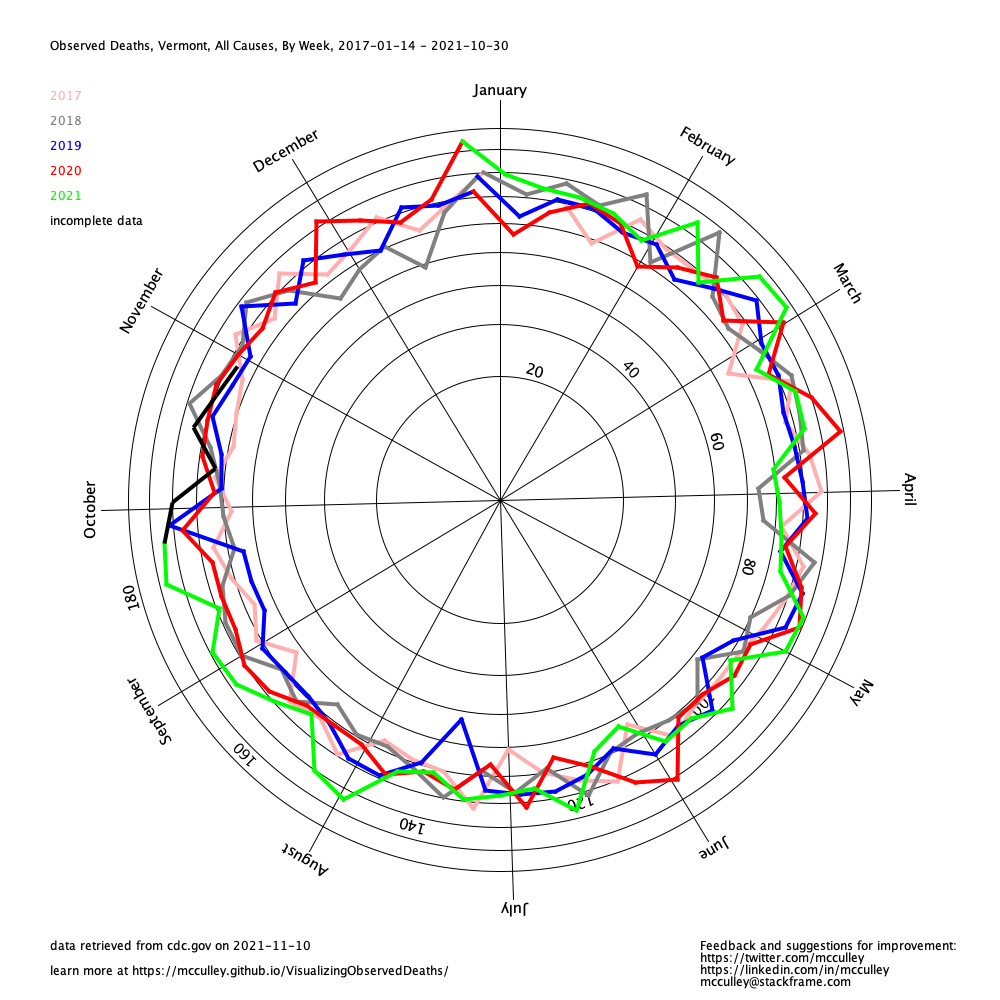 Observed Deaths, Vermont, All Causes, By Week, 2017-01-14 - 2021-10-30
January
February
December
2017
2018
2019
2020
2021
incomplete data
March
November
20
40
60
April
October
80
180
May
September
160
120
140
June
August
July
data retrieved from cdc.gov on 2021-11-10
learn more at https://mcculley.github.io/VisualizingObservedDeaths/
Feedback and suggestions for improvement:
https://twitter.com/mcculley
https://linkedin.com/in/mcculley
mcculley@stackframe.com